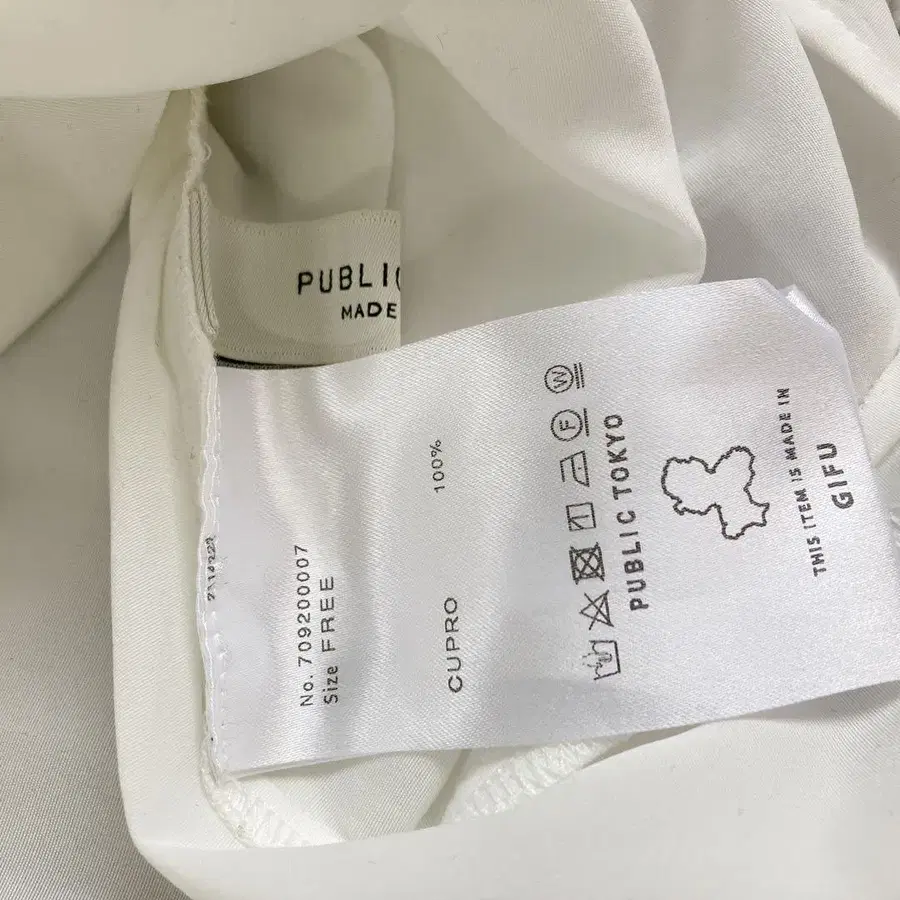 PUBLIC
MADE
No. 709200007
Size FREE
CUPRO 100%
W
F
PUBLIC TOKYO
THIS ITEM IS MADE IN
GIFU